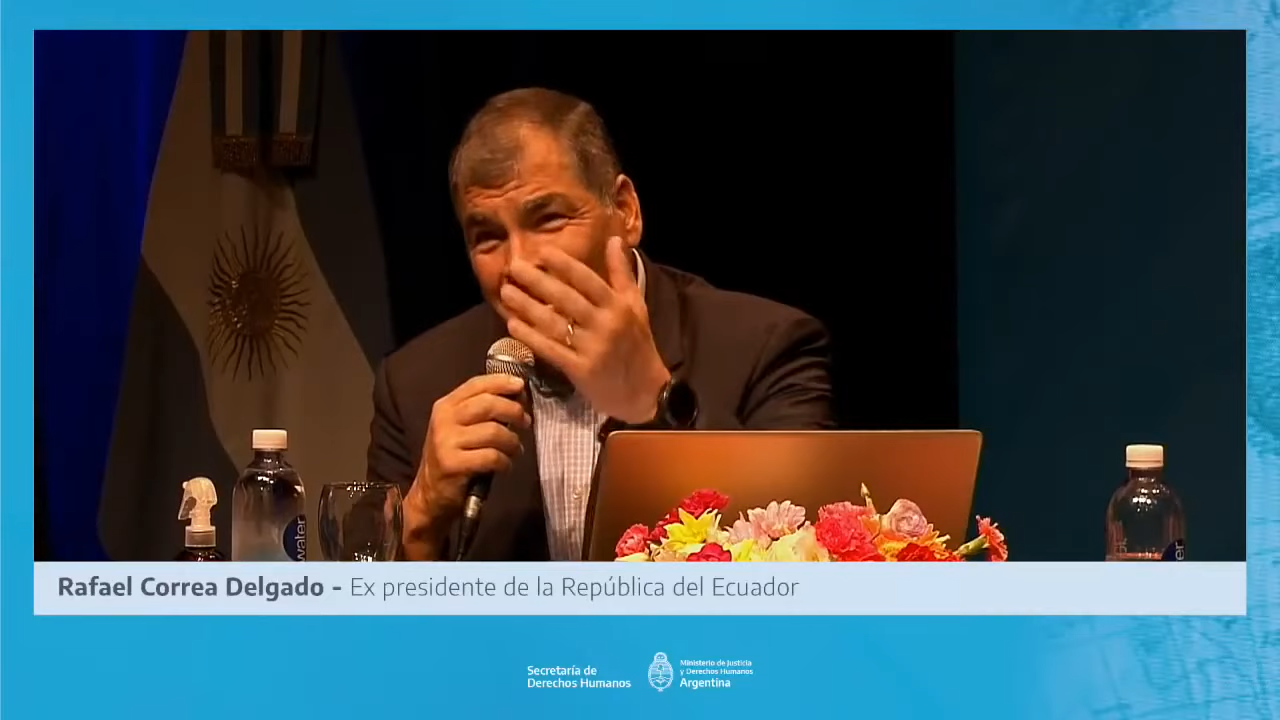 water
Rafael Correa Delgado - Ex presidente de la República del Ecuador
Secretaría de
Derechos Humanos
Ministerio de Justicia
y Derechos Humanos
Argentina